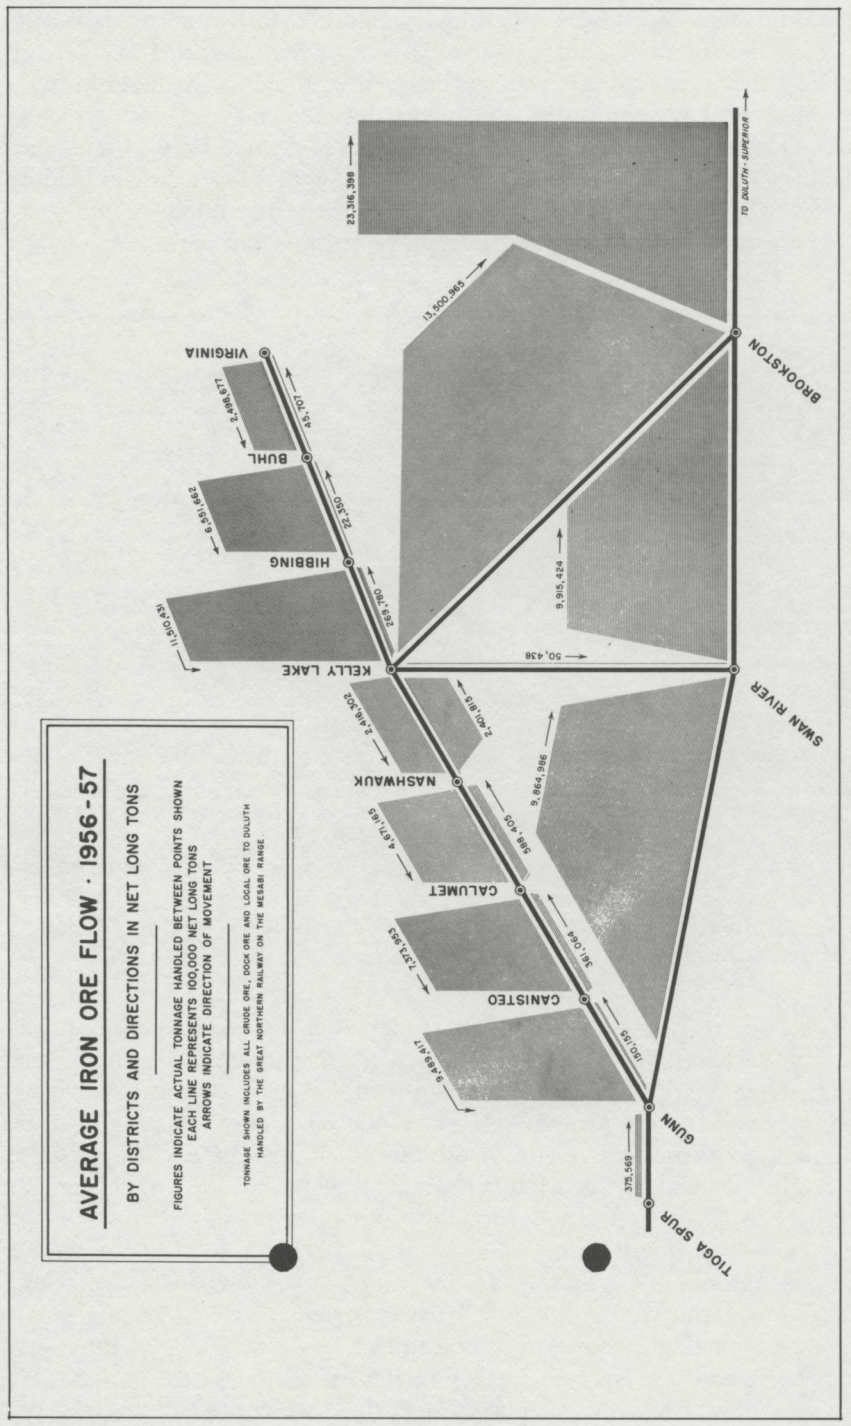 AVERAGE IRON ORE FLOW · 1956-57
BY DISTRICTS AND DIRECTIONS IN NET LONG TONS
FIGURES INDICATE ACTUAL TONNAGE HANDLED BETWEEN POINTS SHOWN
EACH LINE REPRESENTS 100,000 NET LONG TONS
ARROWS INDICATE DIRECTION OF MOVEMENT
TONNAGE SHOWN INCLUDES ALL CRUDE ORE, DOCK ORE AND LOCAL ORE TO DULUTH
HANDLED BY THE GREAT NORTHERN RAILWAY ON THE MESABI RANGE.
TIOGA SPUR
375,569
GUNN
9,489,417
150,155
CANISTEO
7,373,953
361,064
CALUMET
4,671,165
588,405
NASHWAUK
2,416,302
2,401,815
KELLY LAKE
11,510,431
269,780
HIBBING
6,551,662
22,350
BUHL
2,498,677
45,707
VIRGINIA
9,864,986
50,438
SWAN RIVER
9,915,424
13,500,965
BROOKSTON
23,316,398
TO DULUTH-SUPERIOR